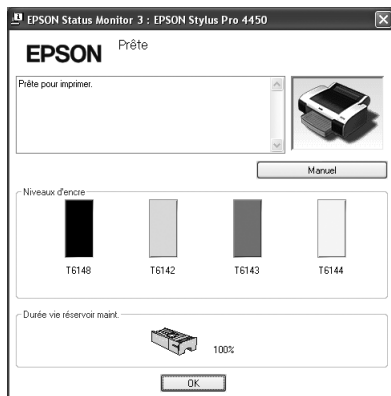 EPSON Status Monitor 3 : EPSON Stylus Pro 4450
EPSON
Prête
Prête pour imprimer.
Manuel
Niveaux d'encre
T6148 T6142 T6143 T6144
Durée vie réservoir maint.
100%
OK